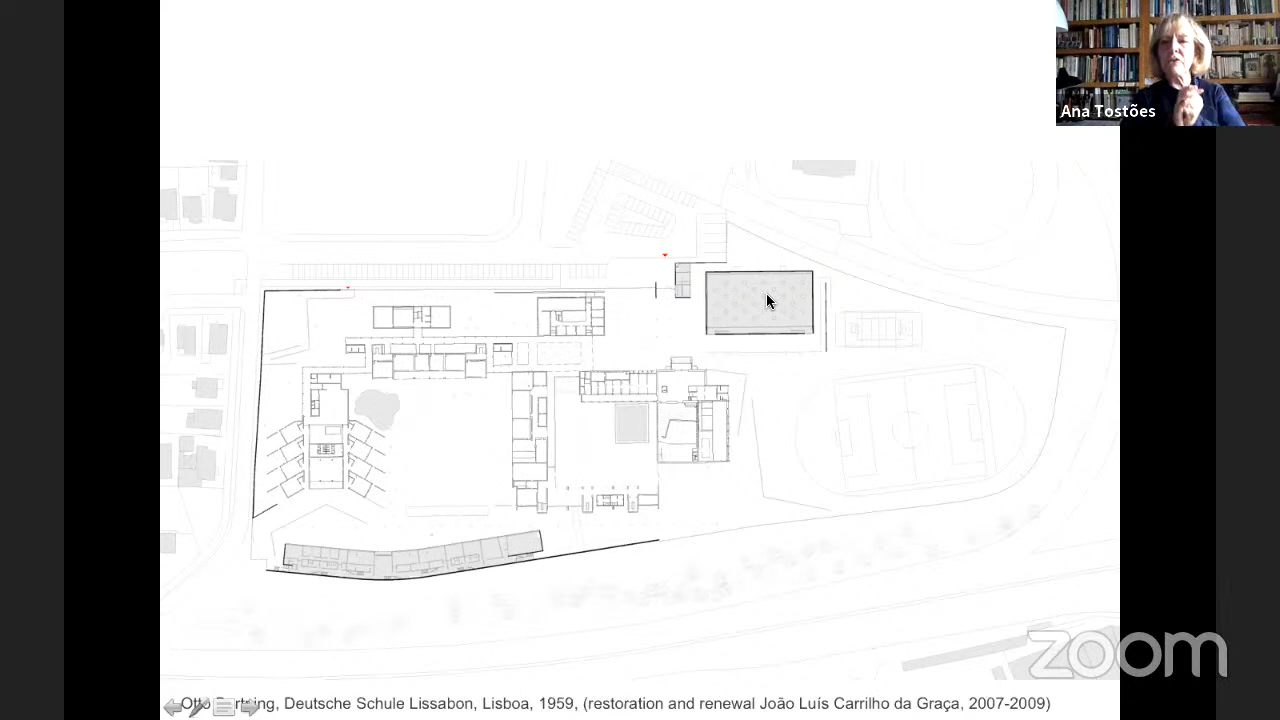 Ana Tostões
zoom
Otto Bartning, Deutsche Schule Lissabon, Lisboa, 1959, (restoration and renewal João Luís Carrilho da Graça, 2007-2009)